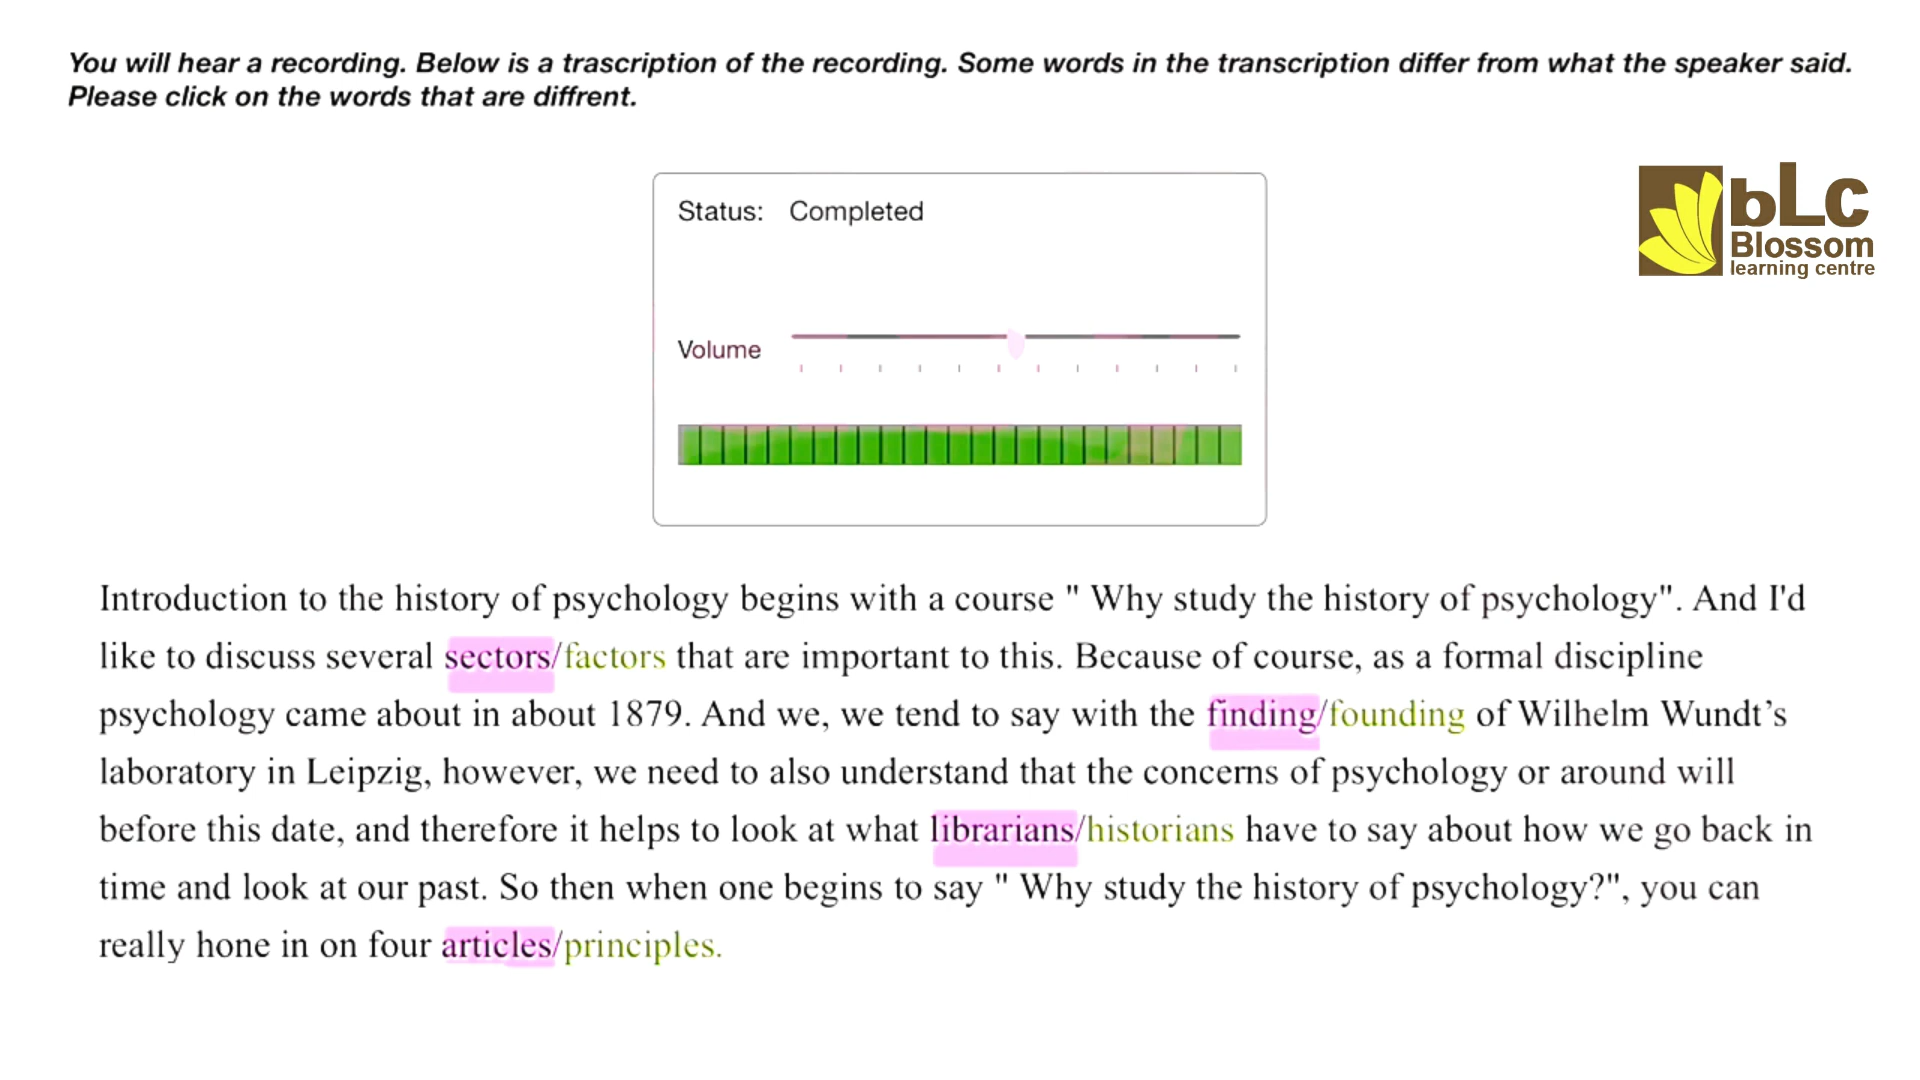 You will hear a recording. Below is a trascription of the recording. Some words in the transcription differ from what the speaker said.
Please click on the words that are diffrent.
bLc
Blossom
learning centre
Status: Completed
Volume
Introduction to the history of psychology begins with a course " Why study the history of psychology". And I'd
like to discuss several sectors/factors that are important to this. Because of course, as a formal discipline
psychology came about in about 1879. And we, we tend to say with the finding/founding of Wilhelm Wundt’s
laboratory in Leipzig, however, we need to also understand that the concerns of psychology or around will
before this date, and therefore it helps to look at what librarians/historians have to say about how we go back in
time and look at our past. So then when one begins to say " Why study the history of psychology?", you can
really hone in on four articles/principles.